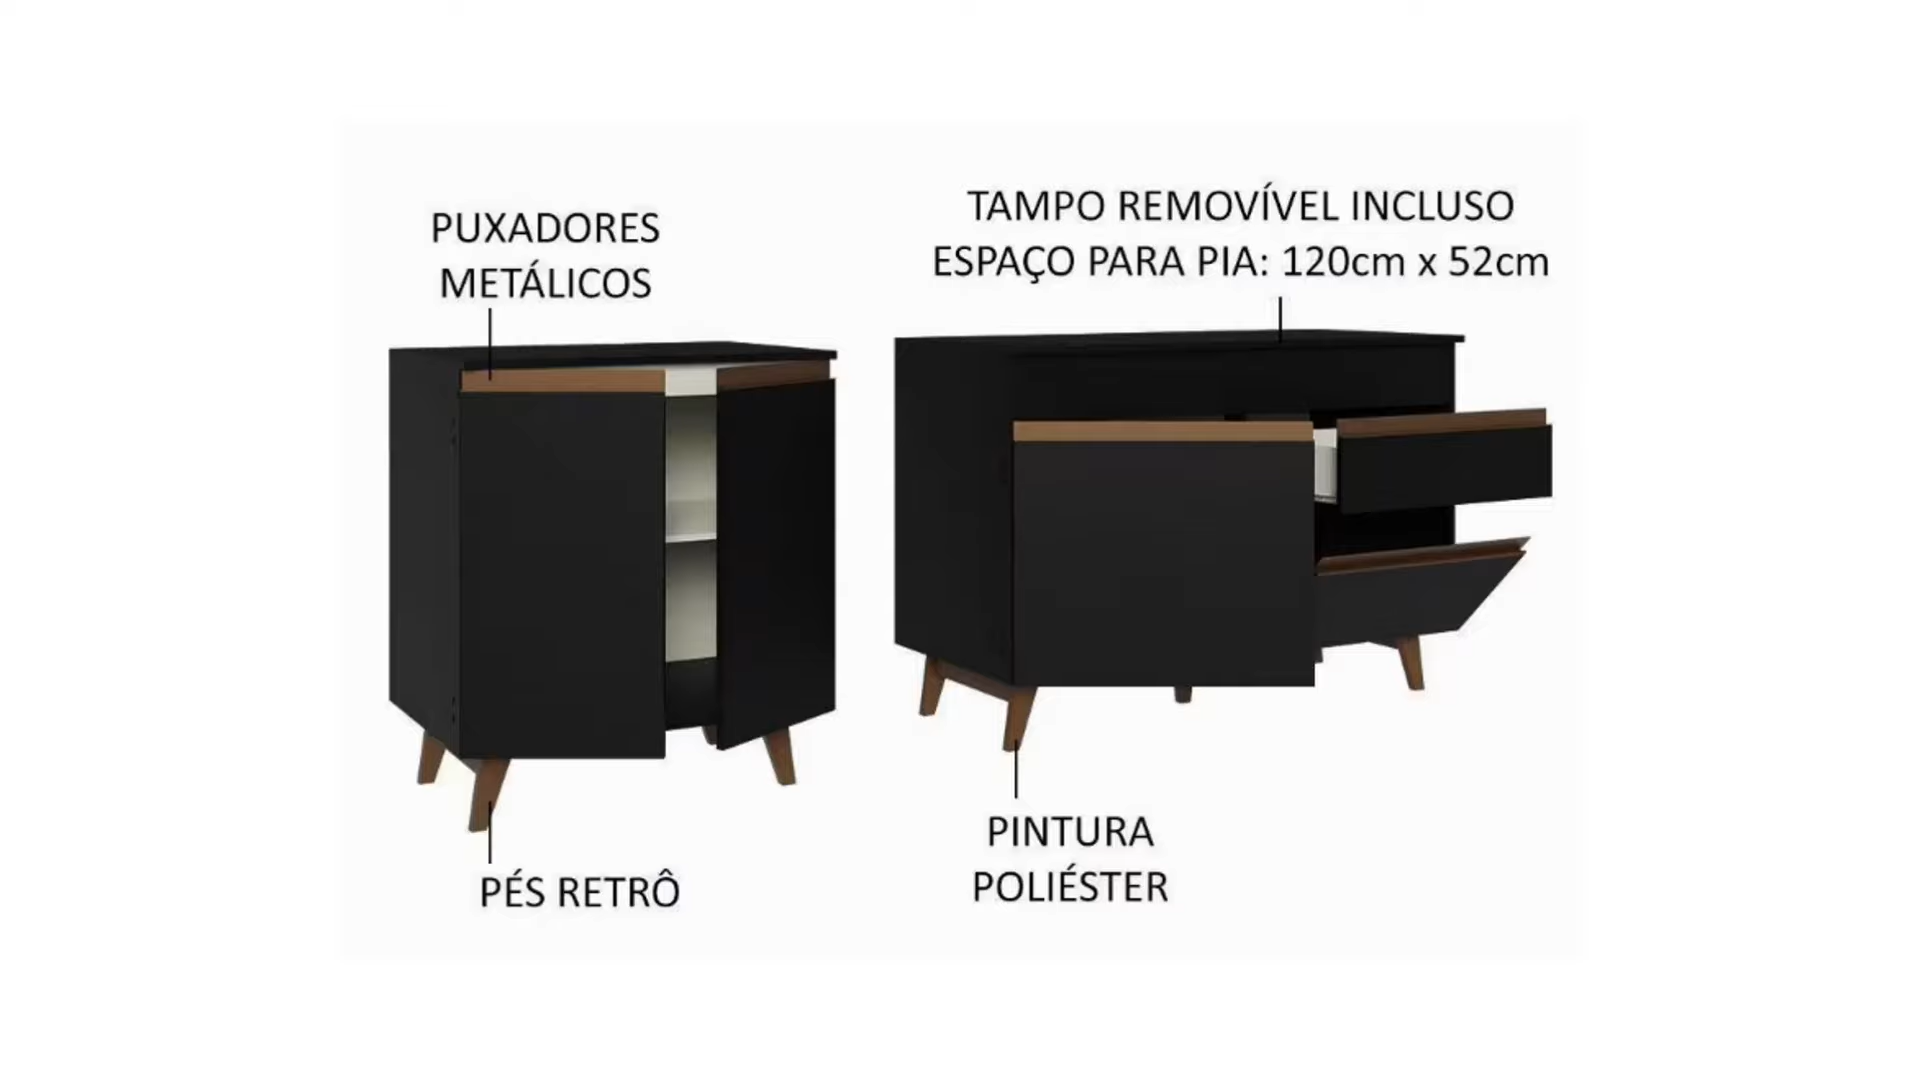 PUXADORES
METÁLICOS
TAMPO REMOVÍVEL INCLUSO
ESPAÇO PARA PIA: 120cm x 52cm
PÉS RETRÔ
PINTURA
POLIÉSTER